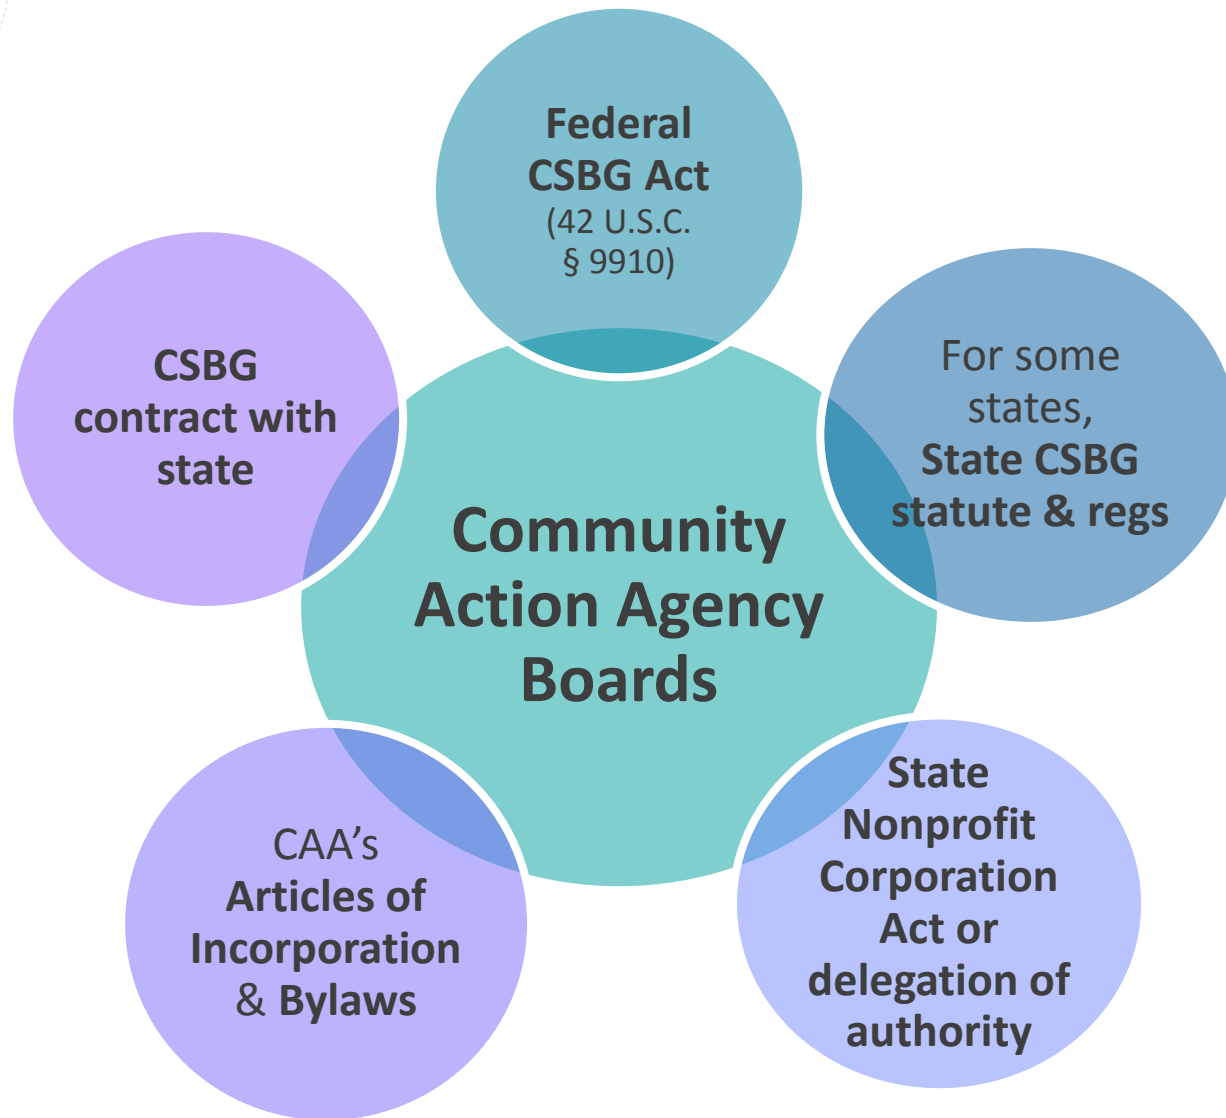 Federal
CSBG Act
(42 U.S.C.
§ 9910)
For some
states,
State CSBG
statute & regs
State
Nonprofit
Corporation
Act or
delegation of
authority
CAA’s
Articles of
Incorporation
& Bylaws
CSBG
contract with
state
Community
Action Agency
Boards